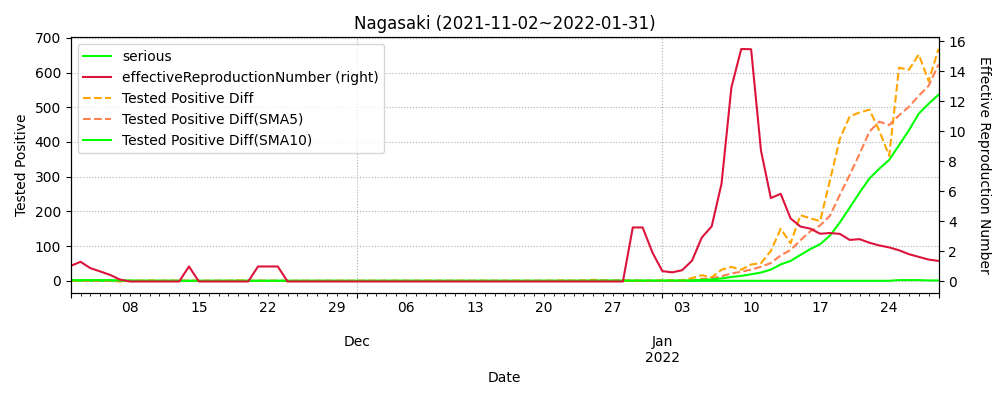 Nagasaki (2021-11-02~2022-01-31)
serious
effectiveReproductionNumber (right)
Tested Positive Diff
Tested Positive Diff(SMA5)
Tested Positive Diff(SMA10)
Tested Positive
700
600
500
400
300
200
100
0
Effective Reproduction Number
16
14
12
10
8
6
4
2
0
08 15 22 29 06 13 20 27 03 10 17 24
Dec Jan
2022
Date